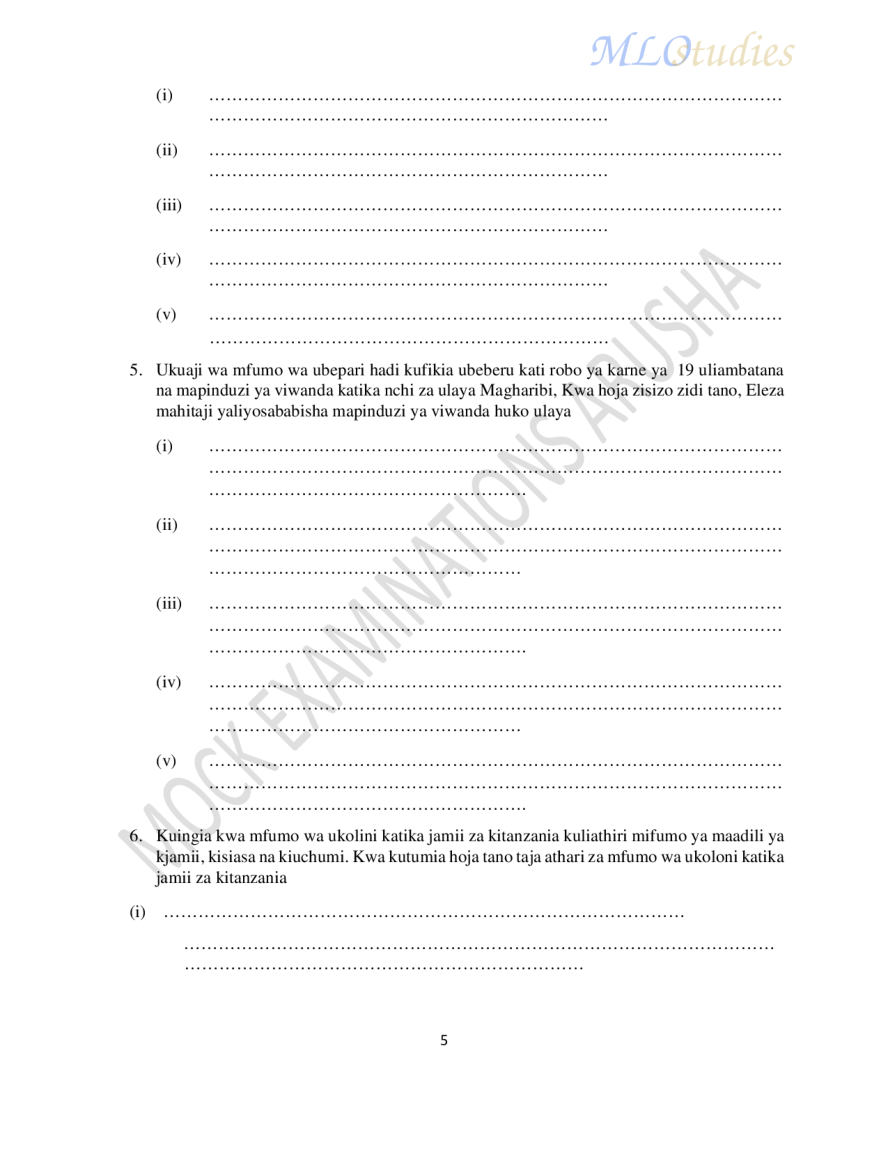 MLOstudies
(i) ……………………………………………………………………………………
…………………………………………………………
(ii) ……………………………………………………………………………………
…………………………………………………………
(iii) ……………………………………………………………………………………
…………………………………………………………
(iv) ……………………………………………………………………………………
…………………………………………………………
(v) ……………………………………………………………………………………
…………………………………………………………
5. Ukuaji wa mfumo wa ubepari hadi kufikia ubeberu kati robo ya karne ya 19 uliambatana
na mapinduzi ya viwanda katika nchi za ulaya Magharibi, Kwa hoja zisizo zidi tano, Eleza
mahitaji yaliyosababisha mapinduzi ya viwanda huko ulaya
(i) ……………………………………………………………………………………
……………………………………………………………………………………
……………………………………………….
(ii) ……………………………………………………………………………………
……………………………………………………………………………………
………………………………………………
(iii) ……………………………………………………………………………………
……………………………………………………………………………………
……………………………………………….
(iv) ……………………………………………………………………………………
……………………………………………………………………………………
………………………………………………
(v) ……………………………………………………………………………………
……………………………………………………………………………………
……………………………………………….
6. Kuingia kwa mfumo wa ukolini katika jamii za kitanzania kuliathiri mifumo ya maadili ya
kjamii, kisiasa na kiuchumi. Kwa kutumia hoja tano taja athari za mfumo wa ukoloni katika
jamii za kitanzania
(i) ……………………………………………………………………………
………………………………………………………………………………………
…………………………………………………………
5
MOCK EXAMINATIONS ARUSHA